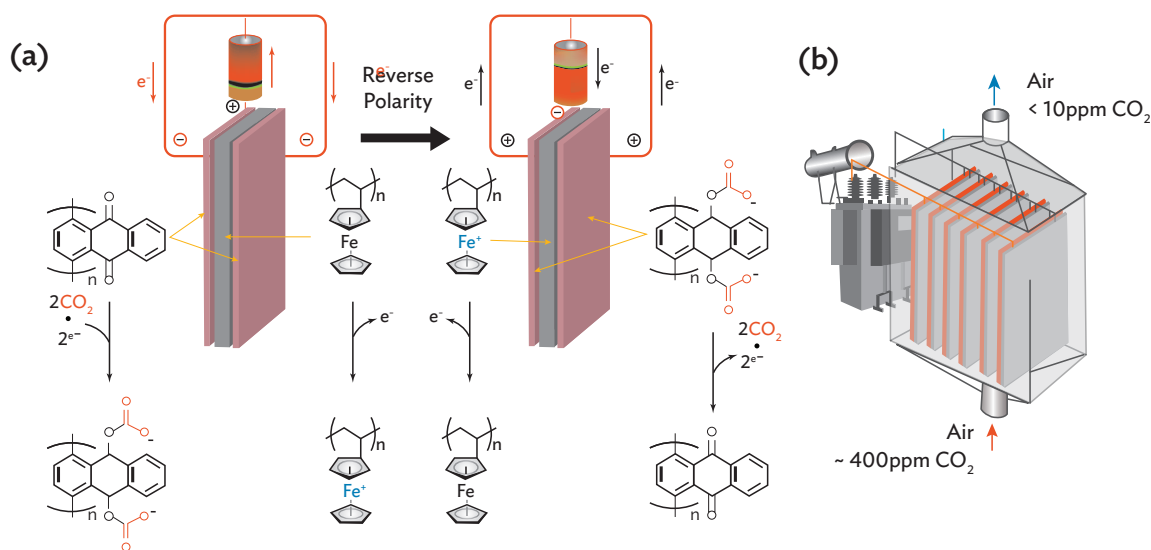 (a)
e⁻
+
−
−
e⁻
Reverse
Polarity
e⁻
e⁻
e⁻
−
+
+
(b)
Air
< 10ppm CO₂
O
O
n
n
Fe
n
Fe⁺
O
O
O⁻
O
O
O⁻
n
2CO₂
•
2e⁻
e⁻
e⁻
2CO₂
•
2e⁻
Air
~ 400ppm CO₂
O
O
O⁻
O
O
O⁻
n
n
Fe⁺
n
Fe
O
O
n